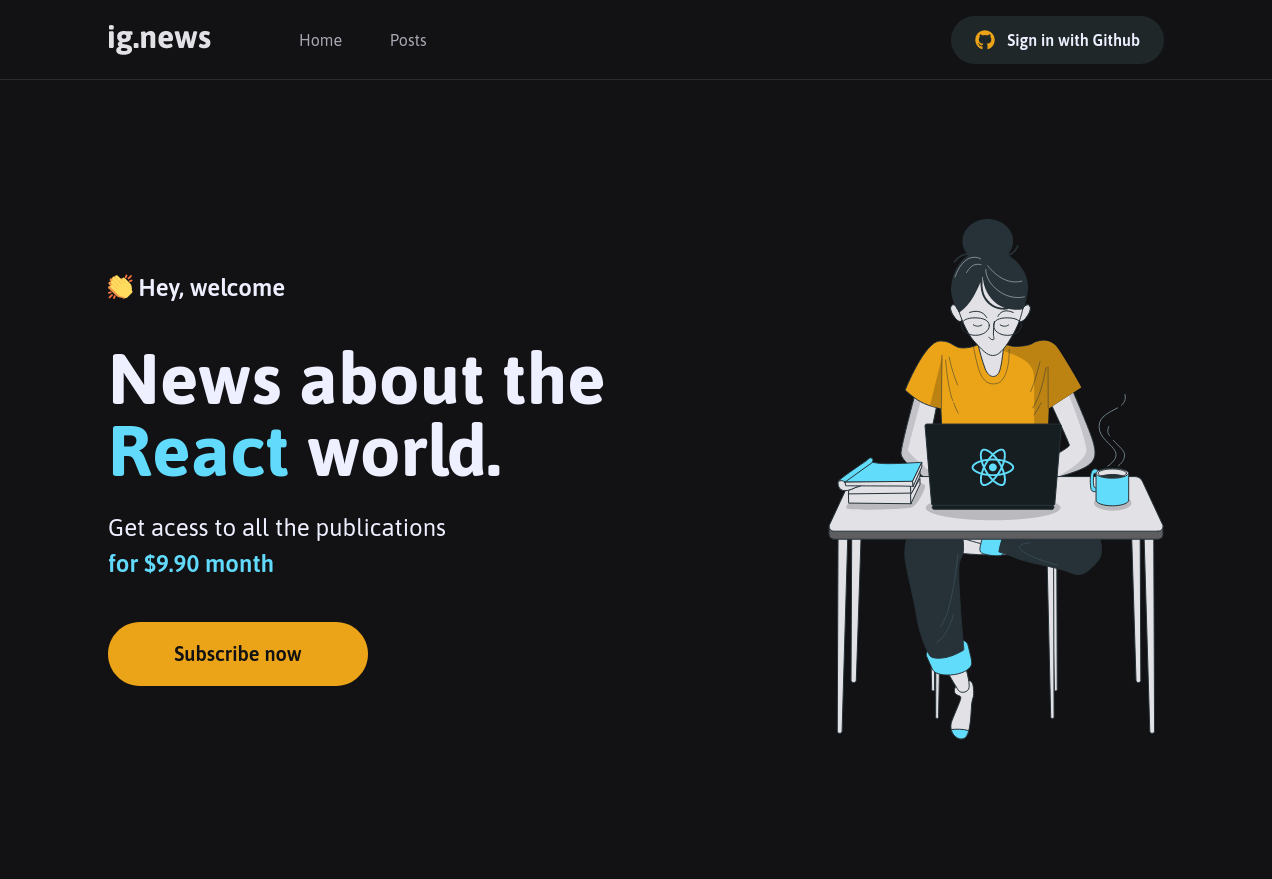 ig.news
Home
Posts
Sign in with Github
👏 Hey, welcome
News about the
React world.
Get acess to all the publications
for $9.90 month
Subscribe now